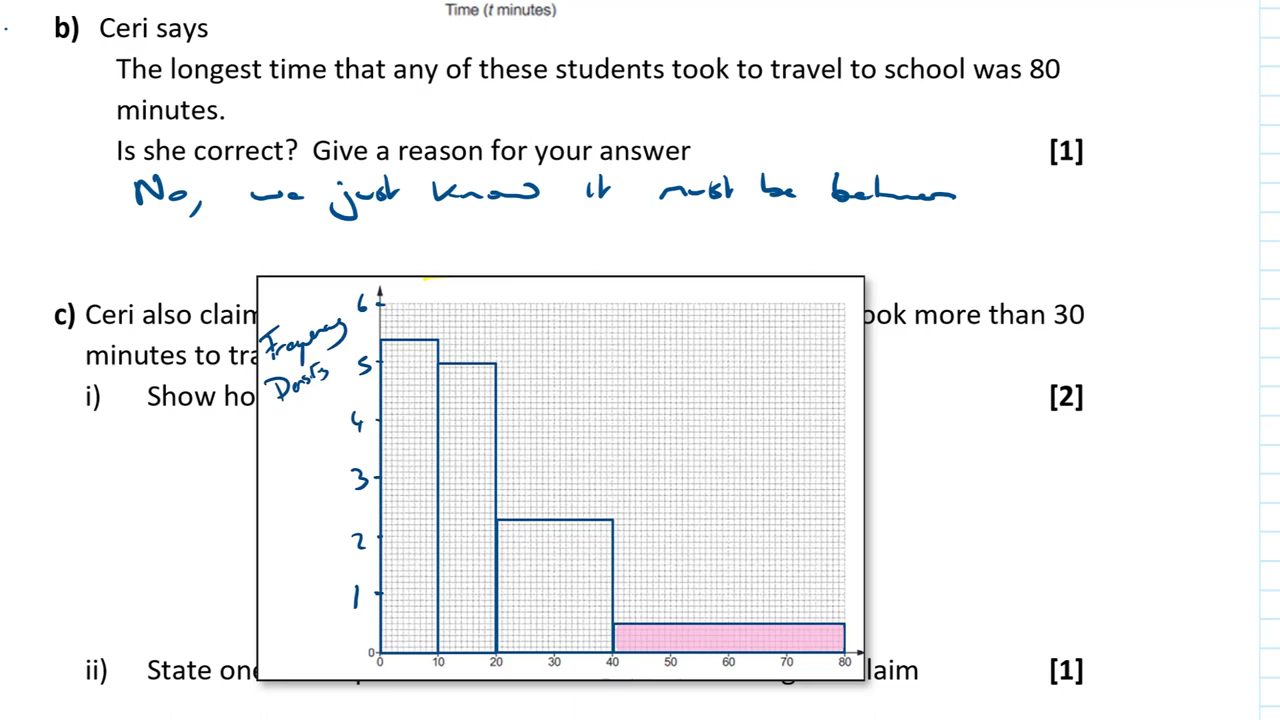 Time (t minutes)
b) Ceri says
The longest time that any of these students took to travel to school was 80
minutes.
Is she correct? Give a reason for your answer [1]
No, we just know it must be between
c) Ceri also claim ook more than 30
minutes to tra
i) Show ho [2]
Frequency
Density
6
5
4
3
2
1
0
0 10 20 30 40 50 60 70 80
ii) State one laim [1]